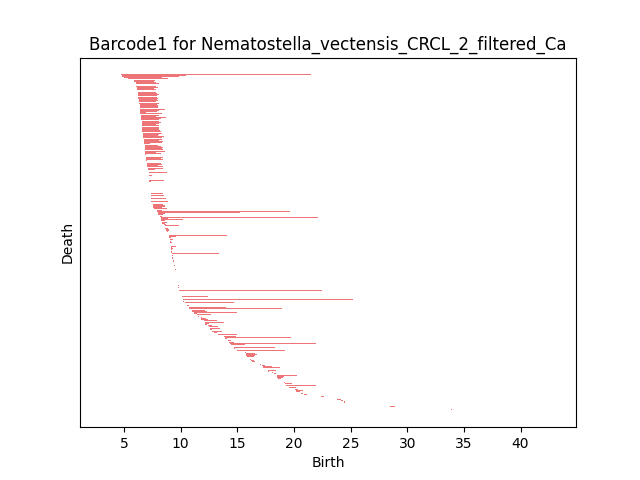 Barcode1 for Nematostella_vectensis_CRCL_2_filtered_Ca
Death
5 10 15 20 25 30 35 40
Birth